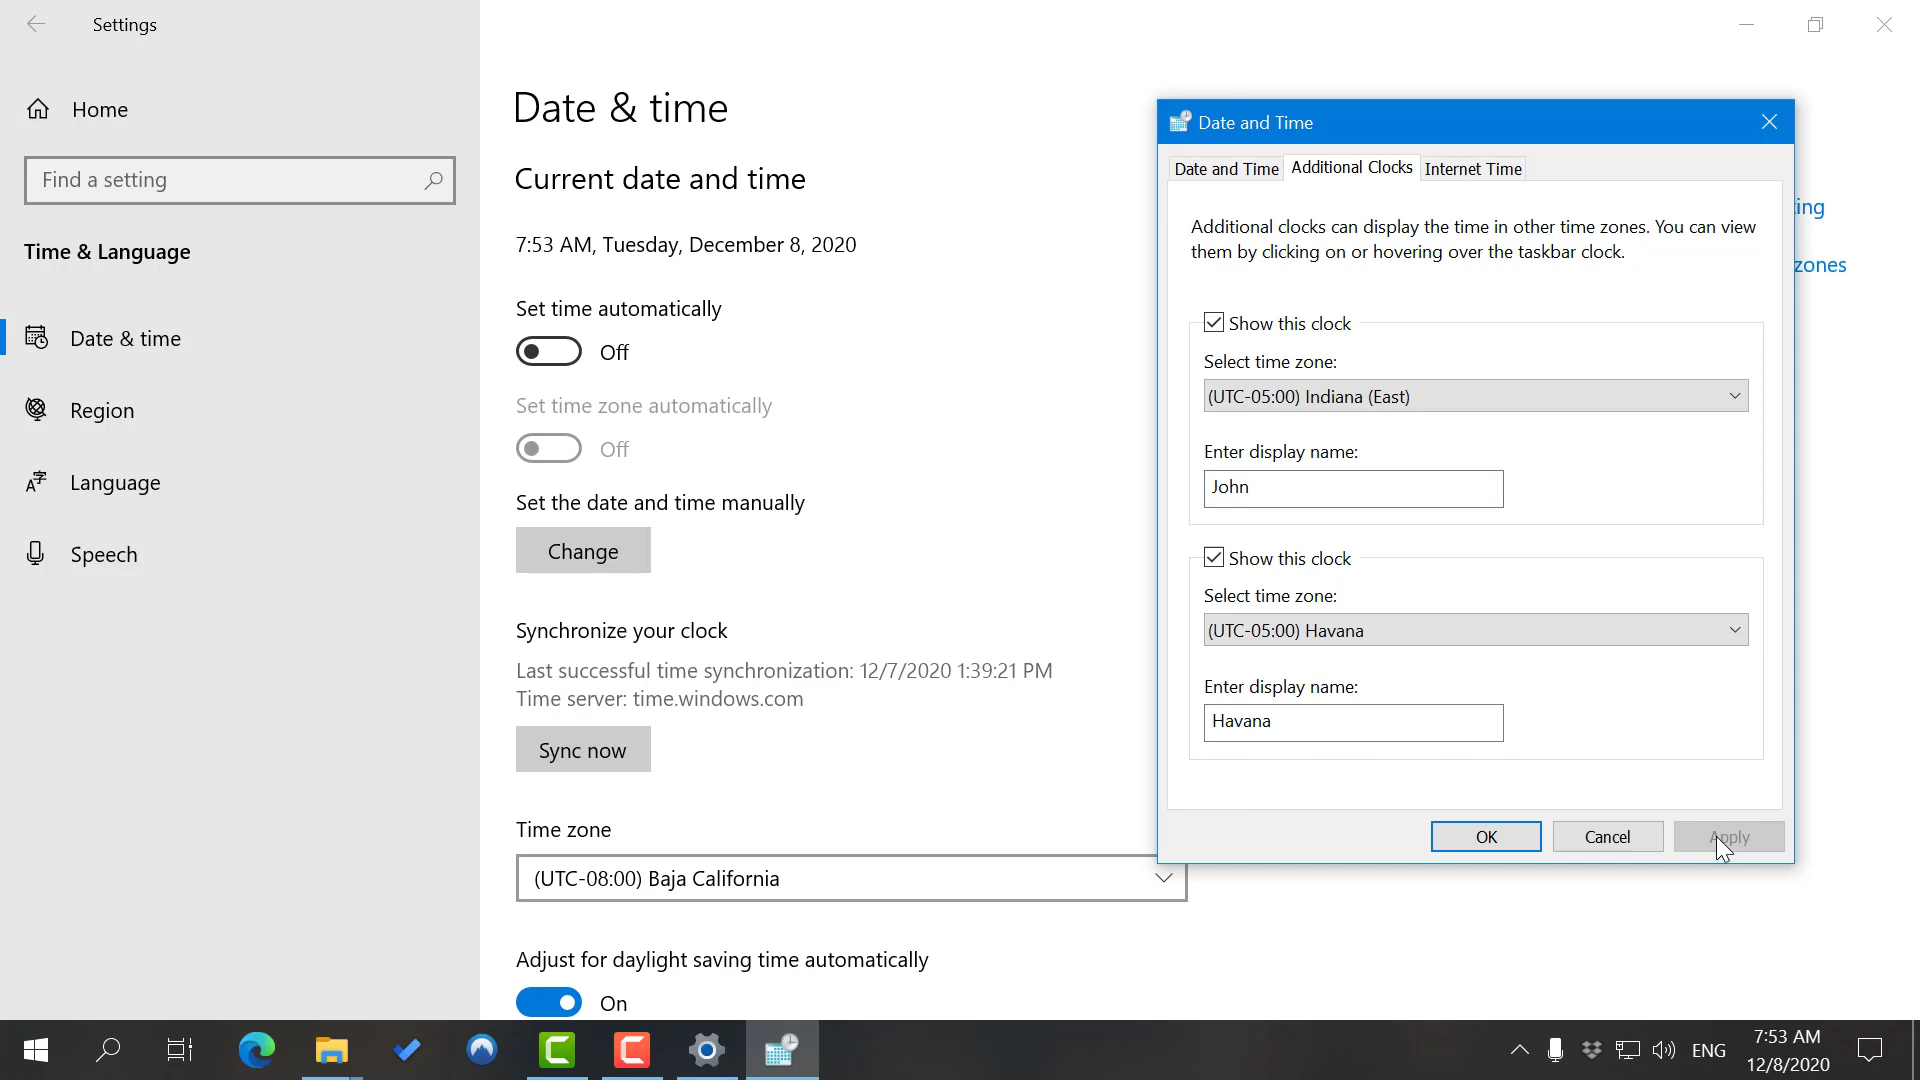 Settings
Home
Find a setting
Time & Language
Date & time
Region
Language
Speech
Date & time
Current date and time
7:53 AM, Tuesday, December 8, 2020
Set time automatically
Off
Set time zone automatically
Off
Set the date and time manually
Change
Synchronize your clock
Last successful time synchronization: 12/7/2020 1:39:21 PM
Time server: time.windows.com
Sync now
Time zone
(UTC-08:00) Baja California
Adjust for daylight saving time automatically
On
Date and Time
Date and Time Additional Clocks Internet Time
Additional clocks can display the time in other time zones. You can view
them by clicking on or hovering over the taskbar clock.
Show this clock
Select time zone:
(UTC-05:00) Indiana (East)
Enter display name:
John
Show this clock
Select time zone:
(UTC-05:00) Havana
Enter display name:
Havana
OK Cancel Apply
zones
ENG
7:53 AM
12/8/2020